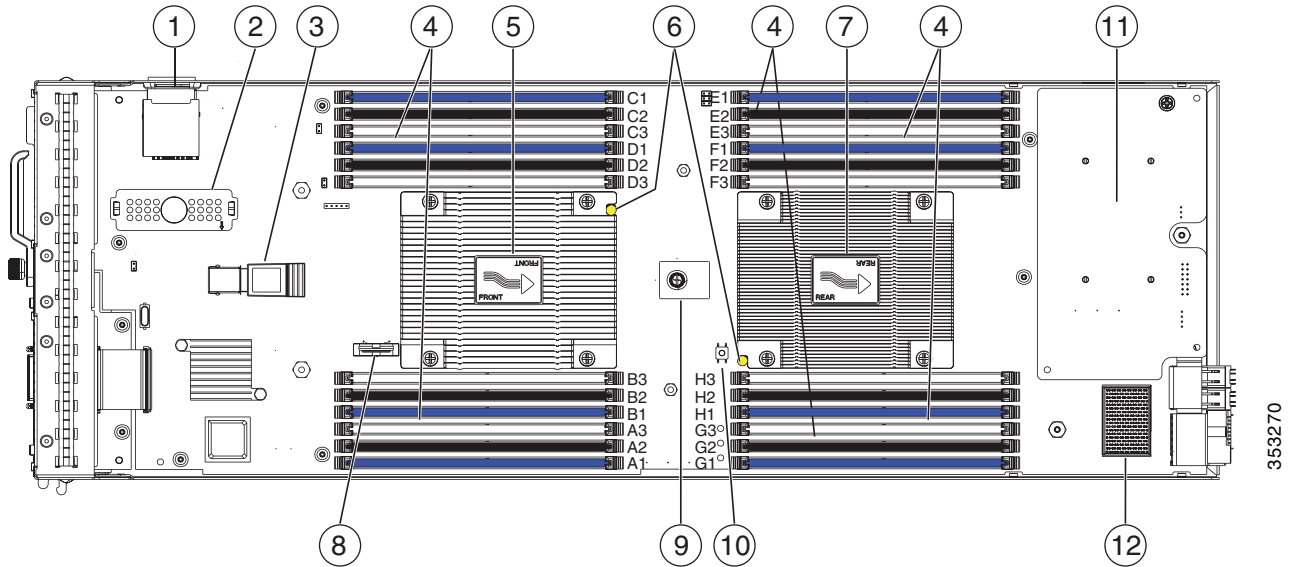 1 2 3 4 5 6 4 7 4 11
C1 E1
C2 E2
C3 E3
D1 F1
D2 F2
D3 F3
FRONT REAR
FRONT REAR
B3 H3
B2 H2
B1 H1
A3 G3
A2 G2
A1 G1
353270
8 9 10 12